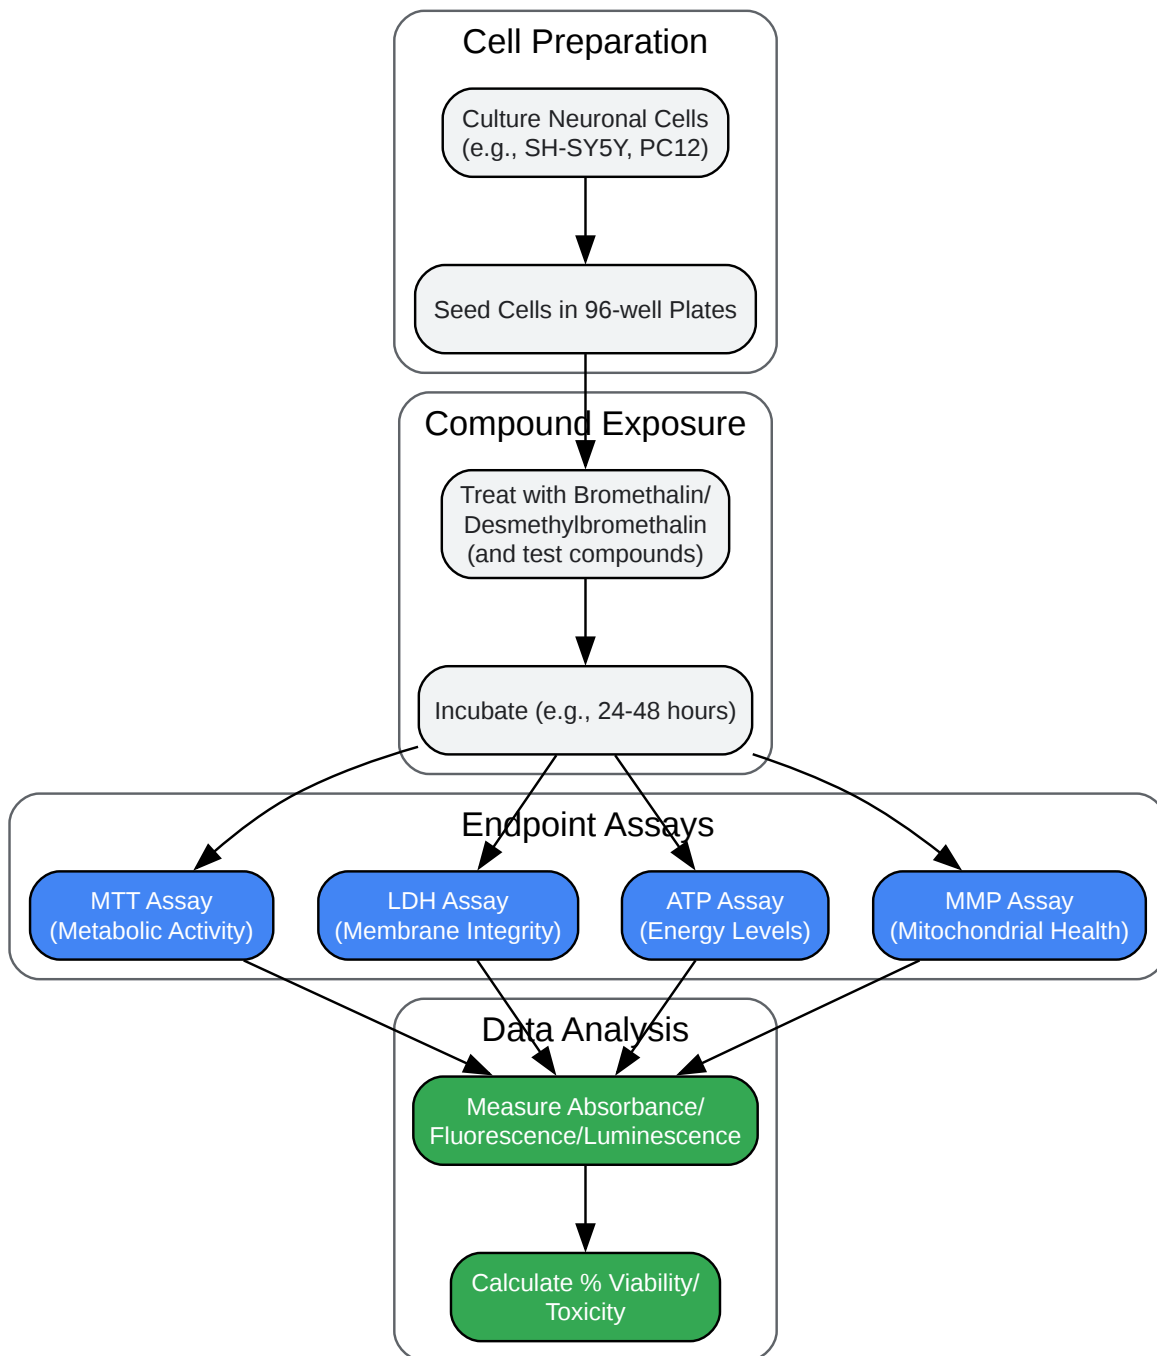 Cell Preparation
Culture Neuronal Cells
(e.g., SH-SY5Y, PC12)
Seed Cells in 96-well Plates
Compound Exposure
Treat with Bromethalin/
Desmethylbromethalin
(and test compounds)
Incubate (e.g., 24-48 hours)
Endpoint Assays
MTT Assay
(Metabolic Activity)
LDH Assay
(Membrane Integrity)
ATP Assay
(Energy Levels)
MMP Assay
(Mitochondrial Health)
Data Analysis
Measure Absorbance/
Fluorescence/Luminescence
Calculate % Viability/
Toxicity